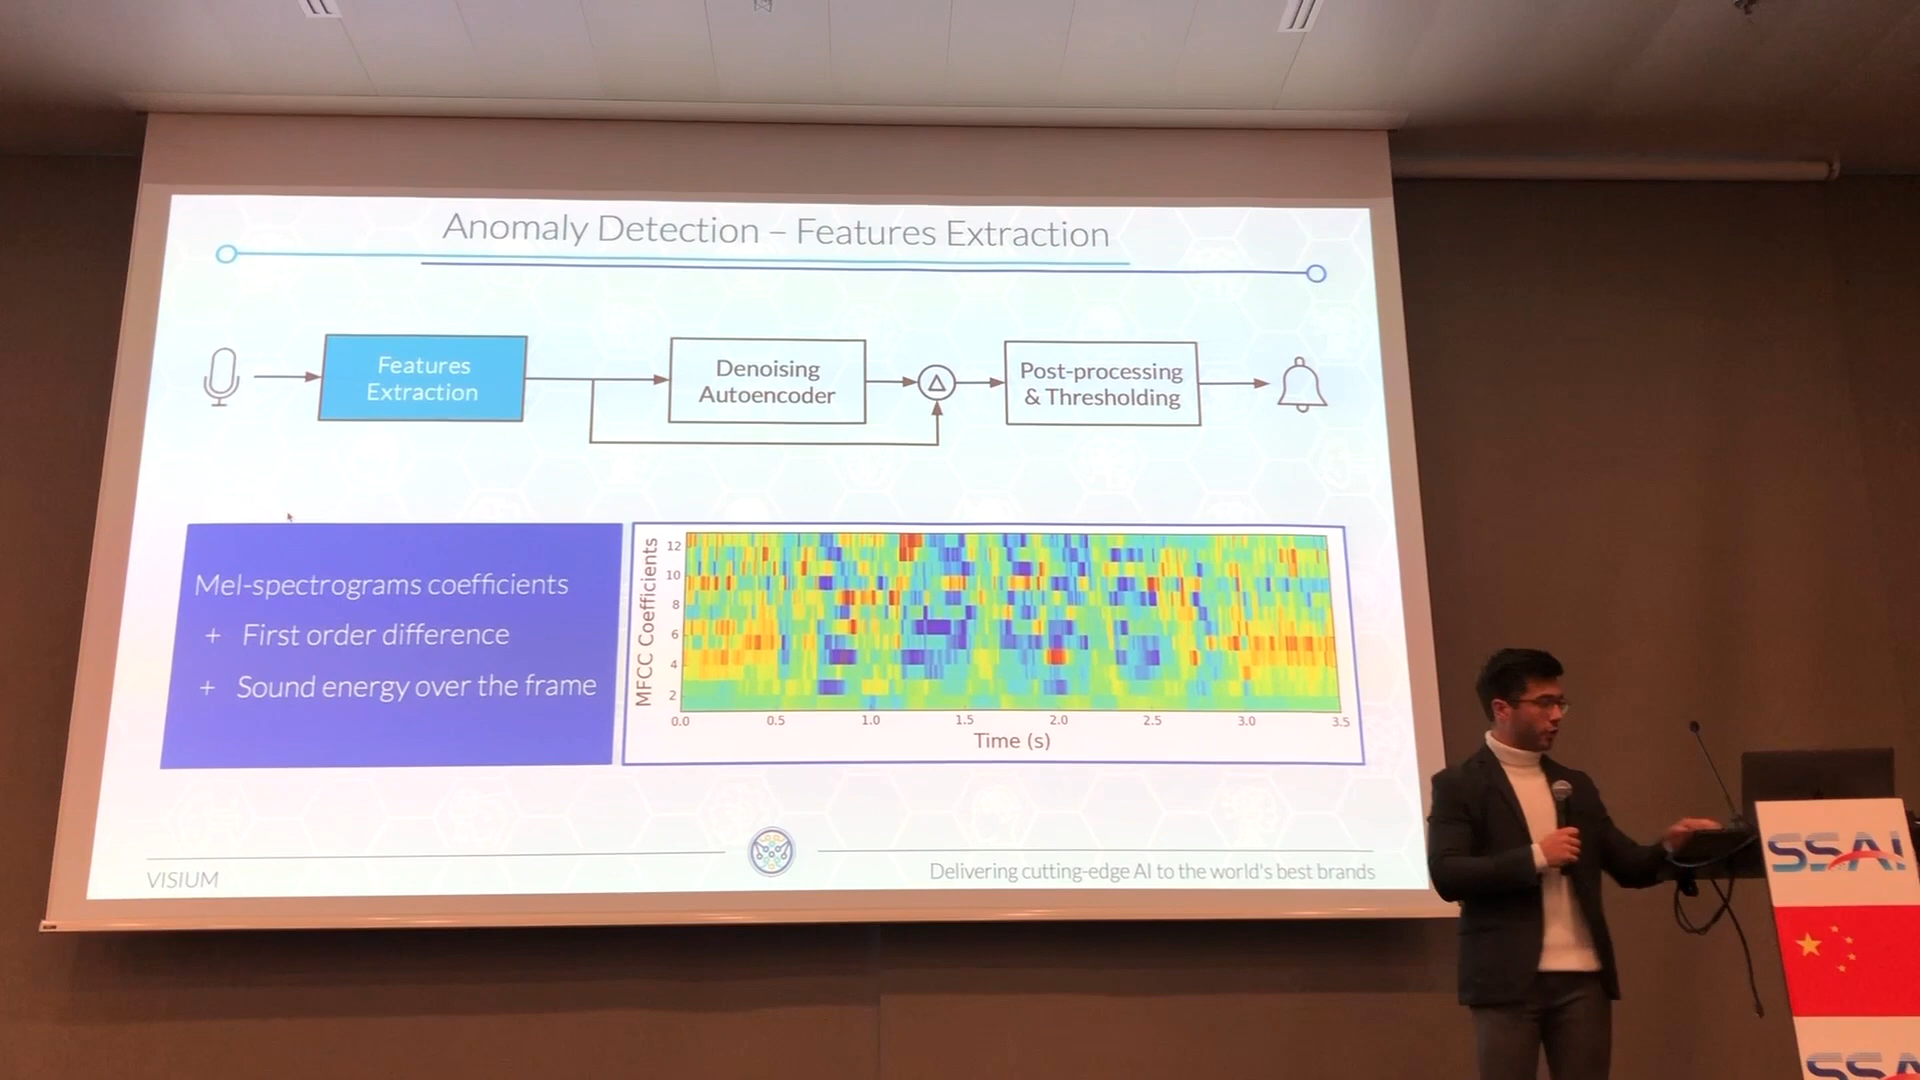 Anomaly Detection – Features Extraction
Features
Extraction
Denoising
Autoencoder
Δ
Post-processing
& Thresholding
Mel-spectrograms coefficients
+ First order difference
+ Sound energy over the frame
MFCC Coefficients
12
10
8
6
4
2
0.0 0.5 1.0 1.5 2.0 2.5 3.0 3.5
Time (s)
VISIUM
Delivering cutting-edge AI to the world's best brands
SSAI
SSA